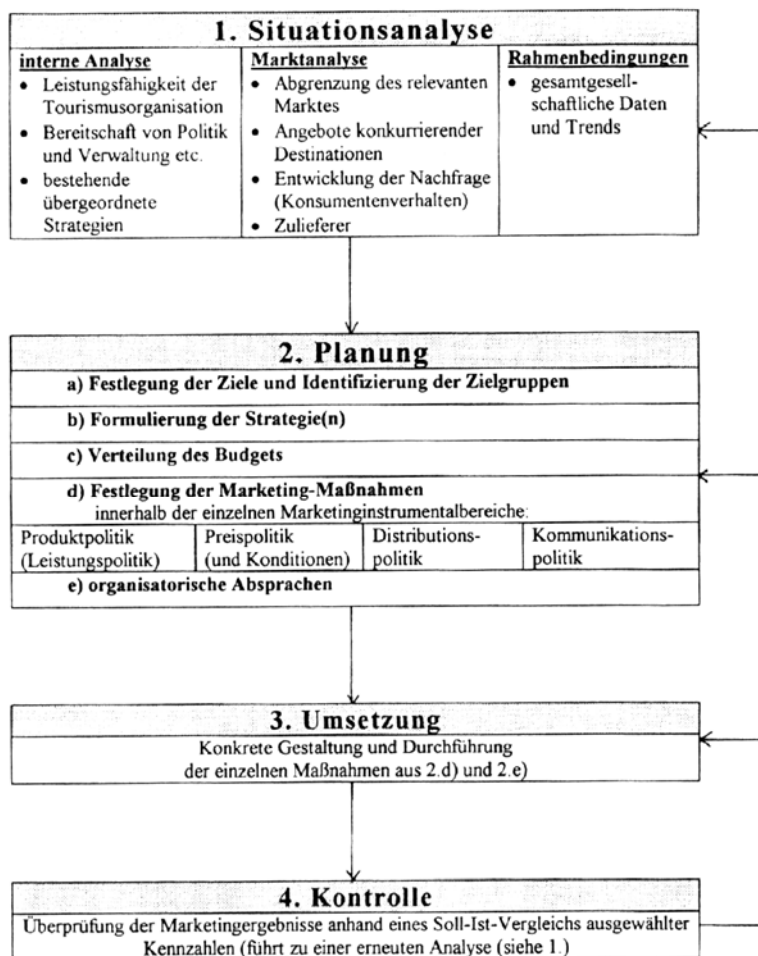 1. Situationsanalyse
interne Analyse
• Leistungsfähigkeit der
Tourismusorganisation
• Bereitschaft von Politik
und Verwaltung etc.
• bestehende
übergeordnete
Strategien
Marktanalyse
• Abgrenzung des relevanten
Marktes
• Angebote konkurrierender
Destinationen
• Entwicklung der Nachfrage
(Konsumentenverhalten)
• Zulieferer
Rahmenbedingungen
• gesamtgesell-
schaftliche Daten
und Trends
2. Planung
a) Festlegung der Ziele und Identifizierung der Zielgruppen
b) Formulierung der Strategie(n)
c) Verteilung des Budgets
d) Festlegung der Marketing-Maßnahmen
innerhalb der einzelnen Marketinginstrumentalbereiche:
Produktpolitik
(Leistungspolitik)
Preispolitik
(und Konditionen)
Distributions-
politik
Kommunikations-
politik
e) organisatorische Absprachen
3. Umsetzung
Konkrete Gestaltung und Durchführung
der einzelnen Maßnahmen aus 2.d) und 2.e)
4. Kontrolle
Überprüfung der Marketingergebnisse anhand eines Soll-Ist-Vergleichs ausgewählter
Kennzahlen (führt zu einer erneuten Analyse (siehe 1.)